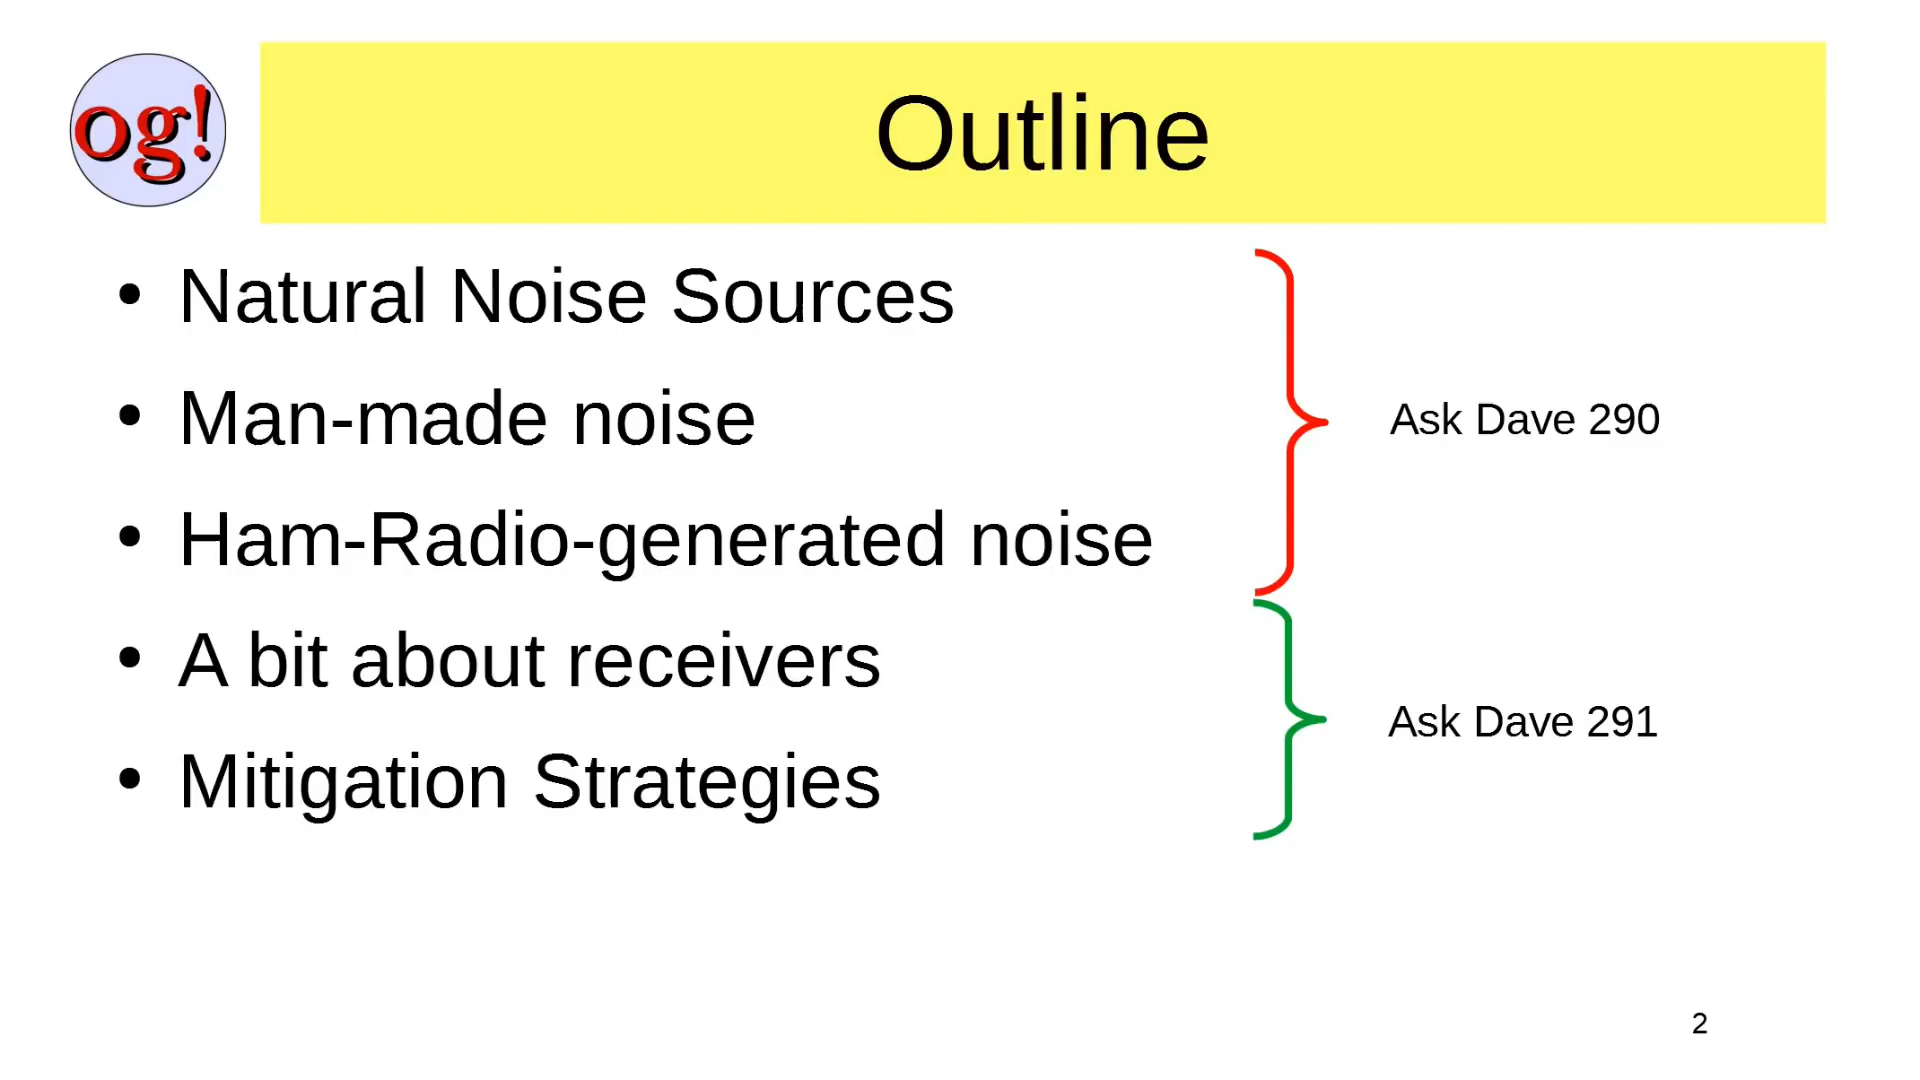 og!
Outline
• Natural Noise Sources
• Man-made noise
• Ham-Radio-generated noise
Ask Dave 290
• A bit about receivers
• Mitigation Strategies
Ask Dave 291
2